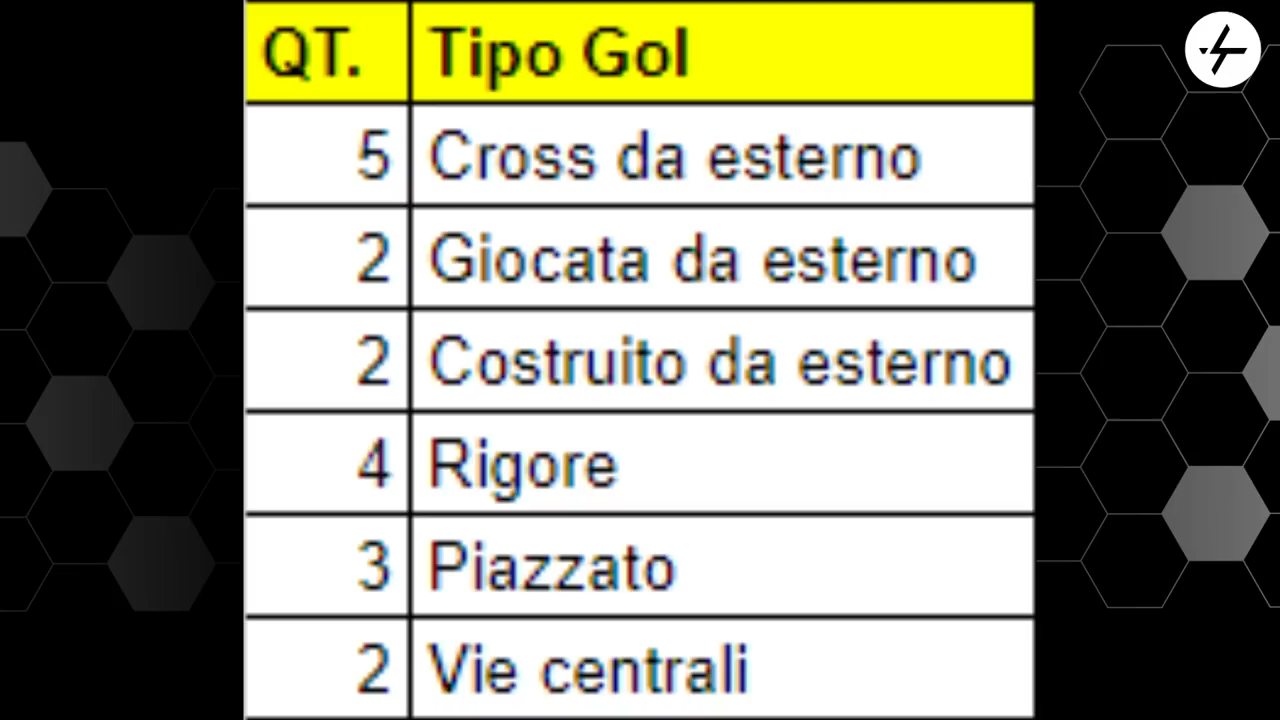 QT. Tipo Gol
5 Cross da esterno
2 Giocata da esterno
2 Costruito da esterno
4 Rigore
3 Piazzato
2 Vie centrali